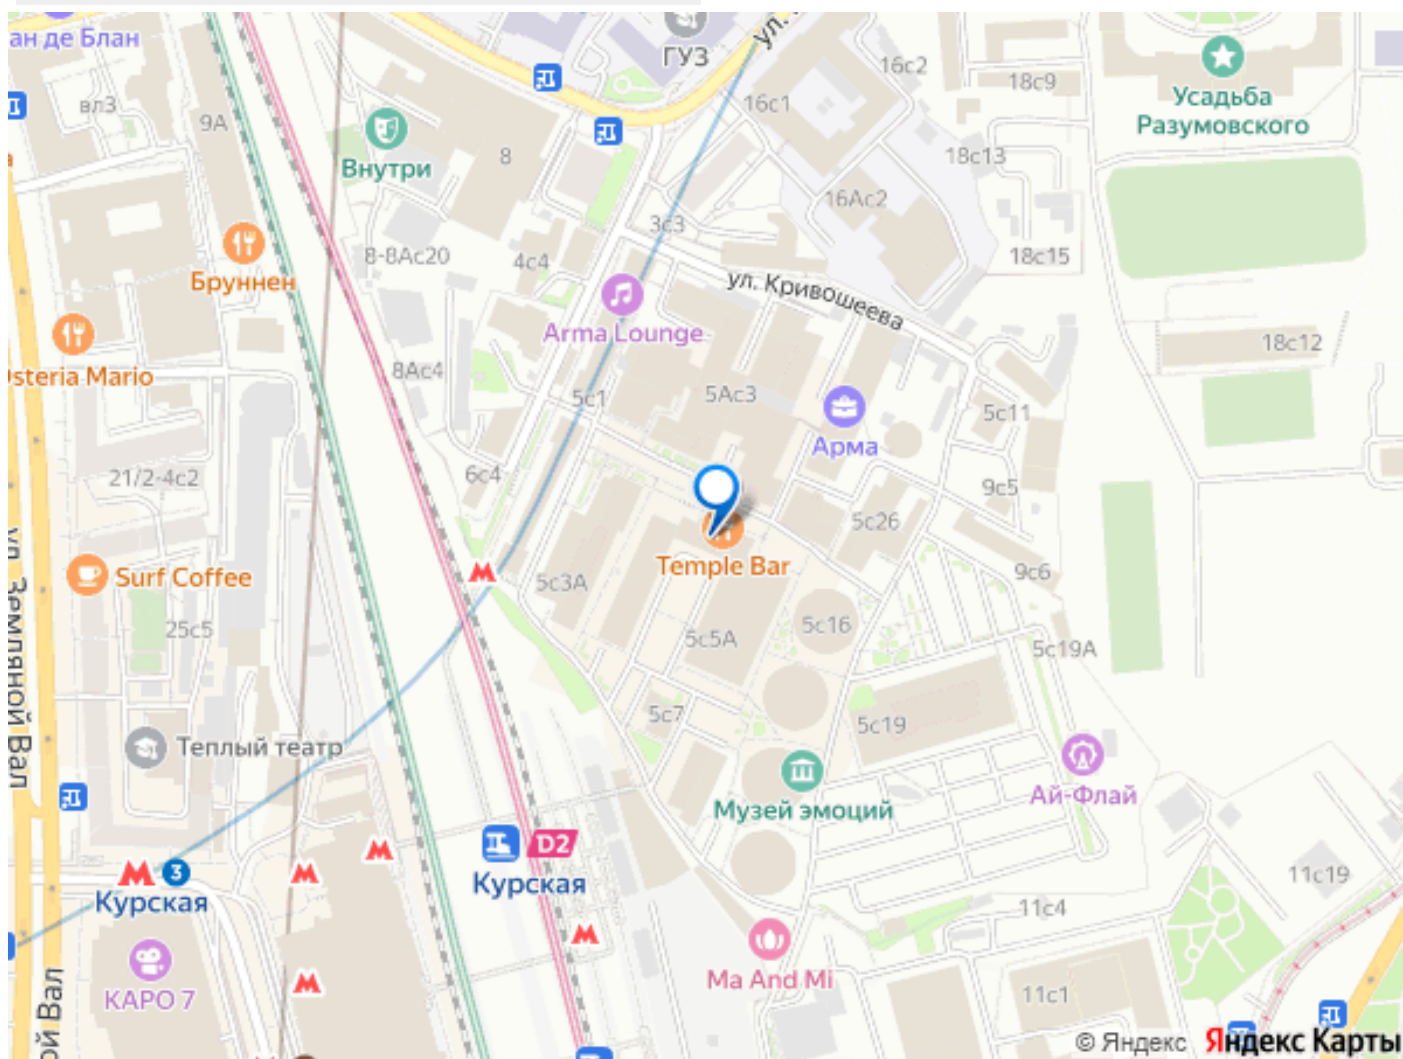 ан де Блан
ГУЗ
ул.
16с2
16с1
18с9
Усадьба
Разумовского
вл3
9А
Внутри
8
18с13
16Ас2
3с3
8-8Ас20
4с4
18с15
Бруннен
ул. Кривошеева
Arma Lounge
18с12
Osteria Mario
8Ас4
5с1
5Ас3
5с11
Арма
21/2-4с2
6с4
9с5
5с26
Temple Bar
Surf Coffee
5с3А
9с6
ул. Земляной Вал
25с5
5с5А
5с16
5с19А
5с7
5с19
Теплый театр
Музей эмоций
Ай-Флай
D2
Курская
3
Курская
11с19
11с4
КАРО 7
Ma And Mi
11с1
ой Вал
© Яндекс Яндекс Карты